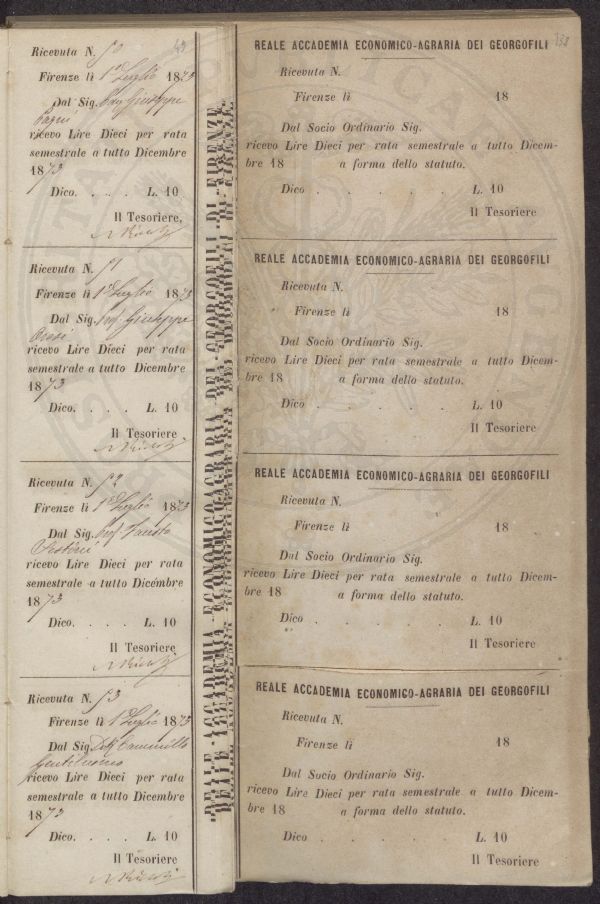 Ricevuta N. 50
Firenze lì 1° Luglio 1873
Dal Sig. Giuseppe
ricevo Lire Dieci per rata
semestrale a tutto Dicembre
1873
Dico. . . . L. 10
Il Tesoriere,
Ricevuta N. 51
Firenze lì 1° Luglio 1873
Dal Sig. Prof. Giuseppe
ricevo Lire Dieci per rata
semestrale a tutto Dicembre
1873
Dico. . . . L. 10
Il Tesoriere
Ricevuta N. 52
Firenze lì 1° Luglio 1873
Dal Sig. Prof. Fausto
Sestini
ricevo Lire Dieci per rata
semestrale a tutto Dicémbre
1873
Dico. . . . L. 10
Il Tesoriere
Ricevuta N. 53
Firenze lì 1° Luglio 1873
Dal Sig. Dott. Cammillo
Gentiluomo
ricevo Lire Dieci per rata
semestrale a tutto Dicembre
1873
Dico. . . . L. 10
Il Tesoriere
REALE ACCADEMIA ECONOMICO-AGRARIA DEI GEORGOFILI DI FIRENZE
REALE ACCADEMIA ECONOMICO-AGRARIA DEI GEORGOFILI
Ricevuta N.
Firenze lì 18
Dal Socio Ordinario Sig.
ricevo Lire Dieci per rata semestrale a tutto Dicem-
bre 18 a forma dello statuto.
Dico . . . . L. 10
Il Tesoriere
REALE ACCADEMIA ECONOMICO-AGRARIA DEI GEORGOFILI
Ricevuta N.
Firenze lì 18
Dal Socio Ordinario Sig.
ricevo Lire Dieci per rata semestrale a tutto Dicem-
bre 18 a forma dello statuto.
Dico . . . . L. 10
Il Tesoriere
REALE ACCADEMIA ECONOMICO-AGRARIA DEI GEORGOFILI
Ricevuta N.
Firenze lì 18
Dal Socio Ordinario Sig.
ricevo Lire Dieci per rata semestrale a tutto Dicem-
bre 18 a forma dello statuto.
Dico . . . . L. 10
Il Tesoriere
REALE ACCADEMIA ECONOMICO-AGRARIA DEI GEORGOFILI
Ricevuta N.
Firenze lì 18
Dal Socio Ordinario Sig.
ricevo Lire Dieci per rata semestrale a tutto Dicem-
bre 18 a forma dello statuto.
Dico . . . . L. 10
Il Tesoriere